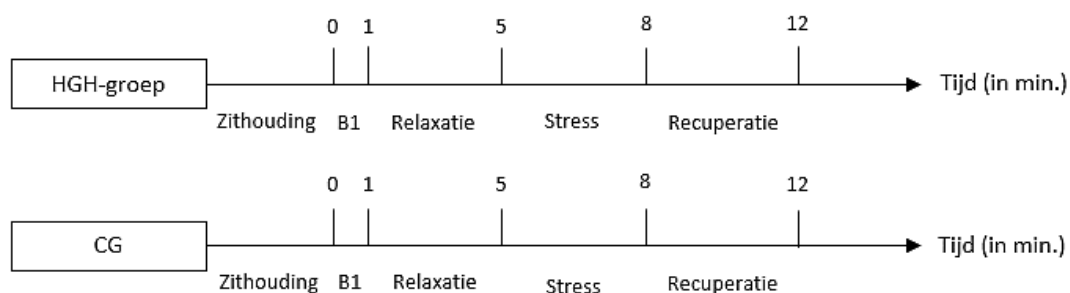 0 1 5 8 12
HGH-groep Tijd (in min.)
Zithouding B1 Relaxatie Stress Recuperatie
0 1 5 8 12
CG Tijd (in min.)
Zithouding B1 Relaxatie Stress Recuperatie